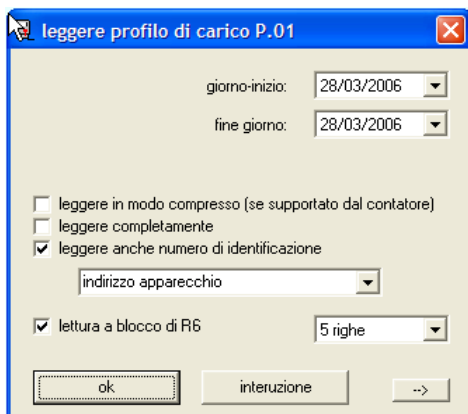 leggere profilo di carico P.01
giorno-inizio: 28/03/2006
fine giorno: 28/03/2006
leggere in modo compresso (se supportato dal contatore)
leggere completamente
leggere anche numero di identificazione
indirizzo apparecchio
lettura a blocco di R6 5 righe
ok interuzione -->